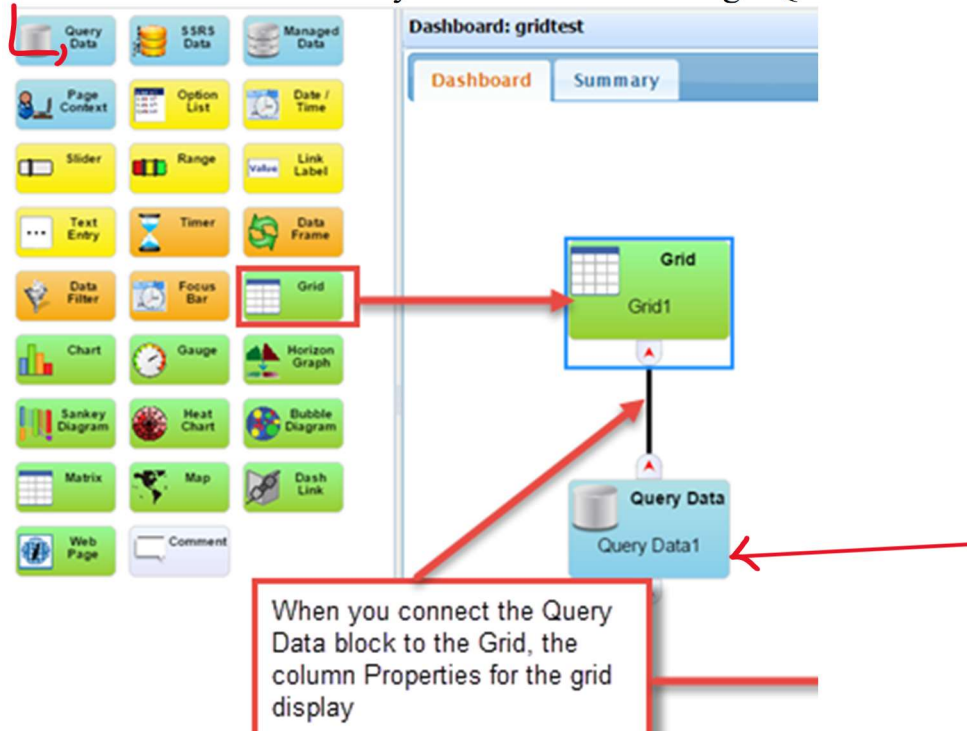 Dashboard: gridtest
Query Data
SSRS Data
Managed Data
Dashboard
Summary
Page Context
Option List
Date / Time
Slider
Range
Value
Link Label
Text Entry
Timer
Data Frame
Data Filter
Focus Bar
Grid
Grid
Grid1
Chart
Gauge
Horizon Graph
Sankey Diagram
Heat Chart
Bubble Diagram
Matrix
Map
Dash Link
Query Data
Query Data1
Web Page
Comment
When you connect the Query
Data block to the Grid, the
column Properties for the grid
display